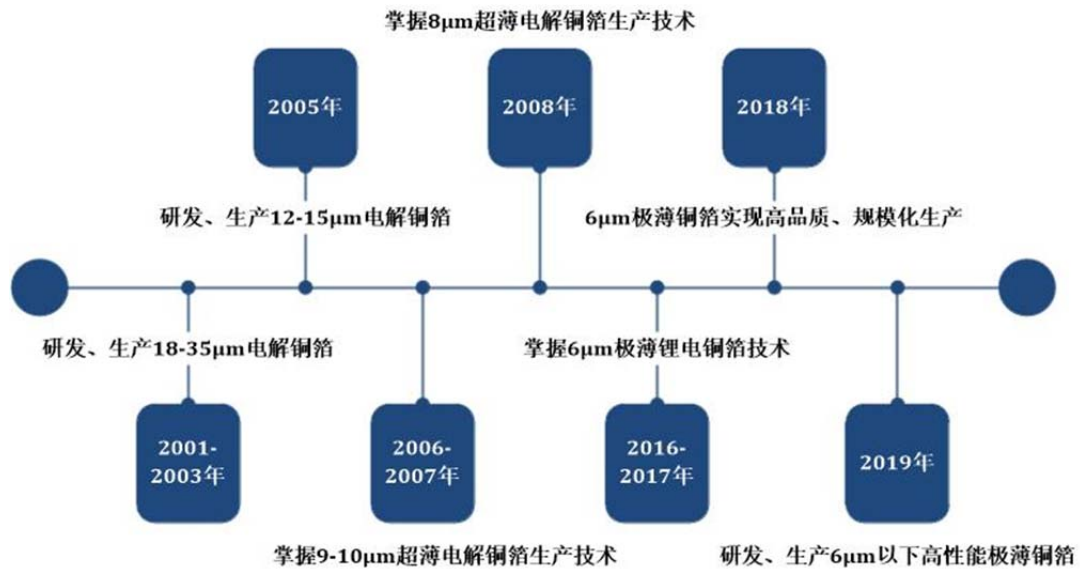 掌握8μm超薄电解铜箔生产技术
2005年
2008年
2018年
研发、生产12-15μm电解铜箔
6μm极薄铜箔实现高品质、规模化生产
研发、生产18-35μm电解铜箔
掌握6μm极薄锂电铜箔技术
2001-
2003年
2006-
2007年
2016-
2017年
2019年
掌握9-10μm超薄电解铜箔生产技术
研发、生产6μm以下高性能极薄铜箔